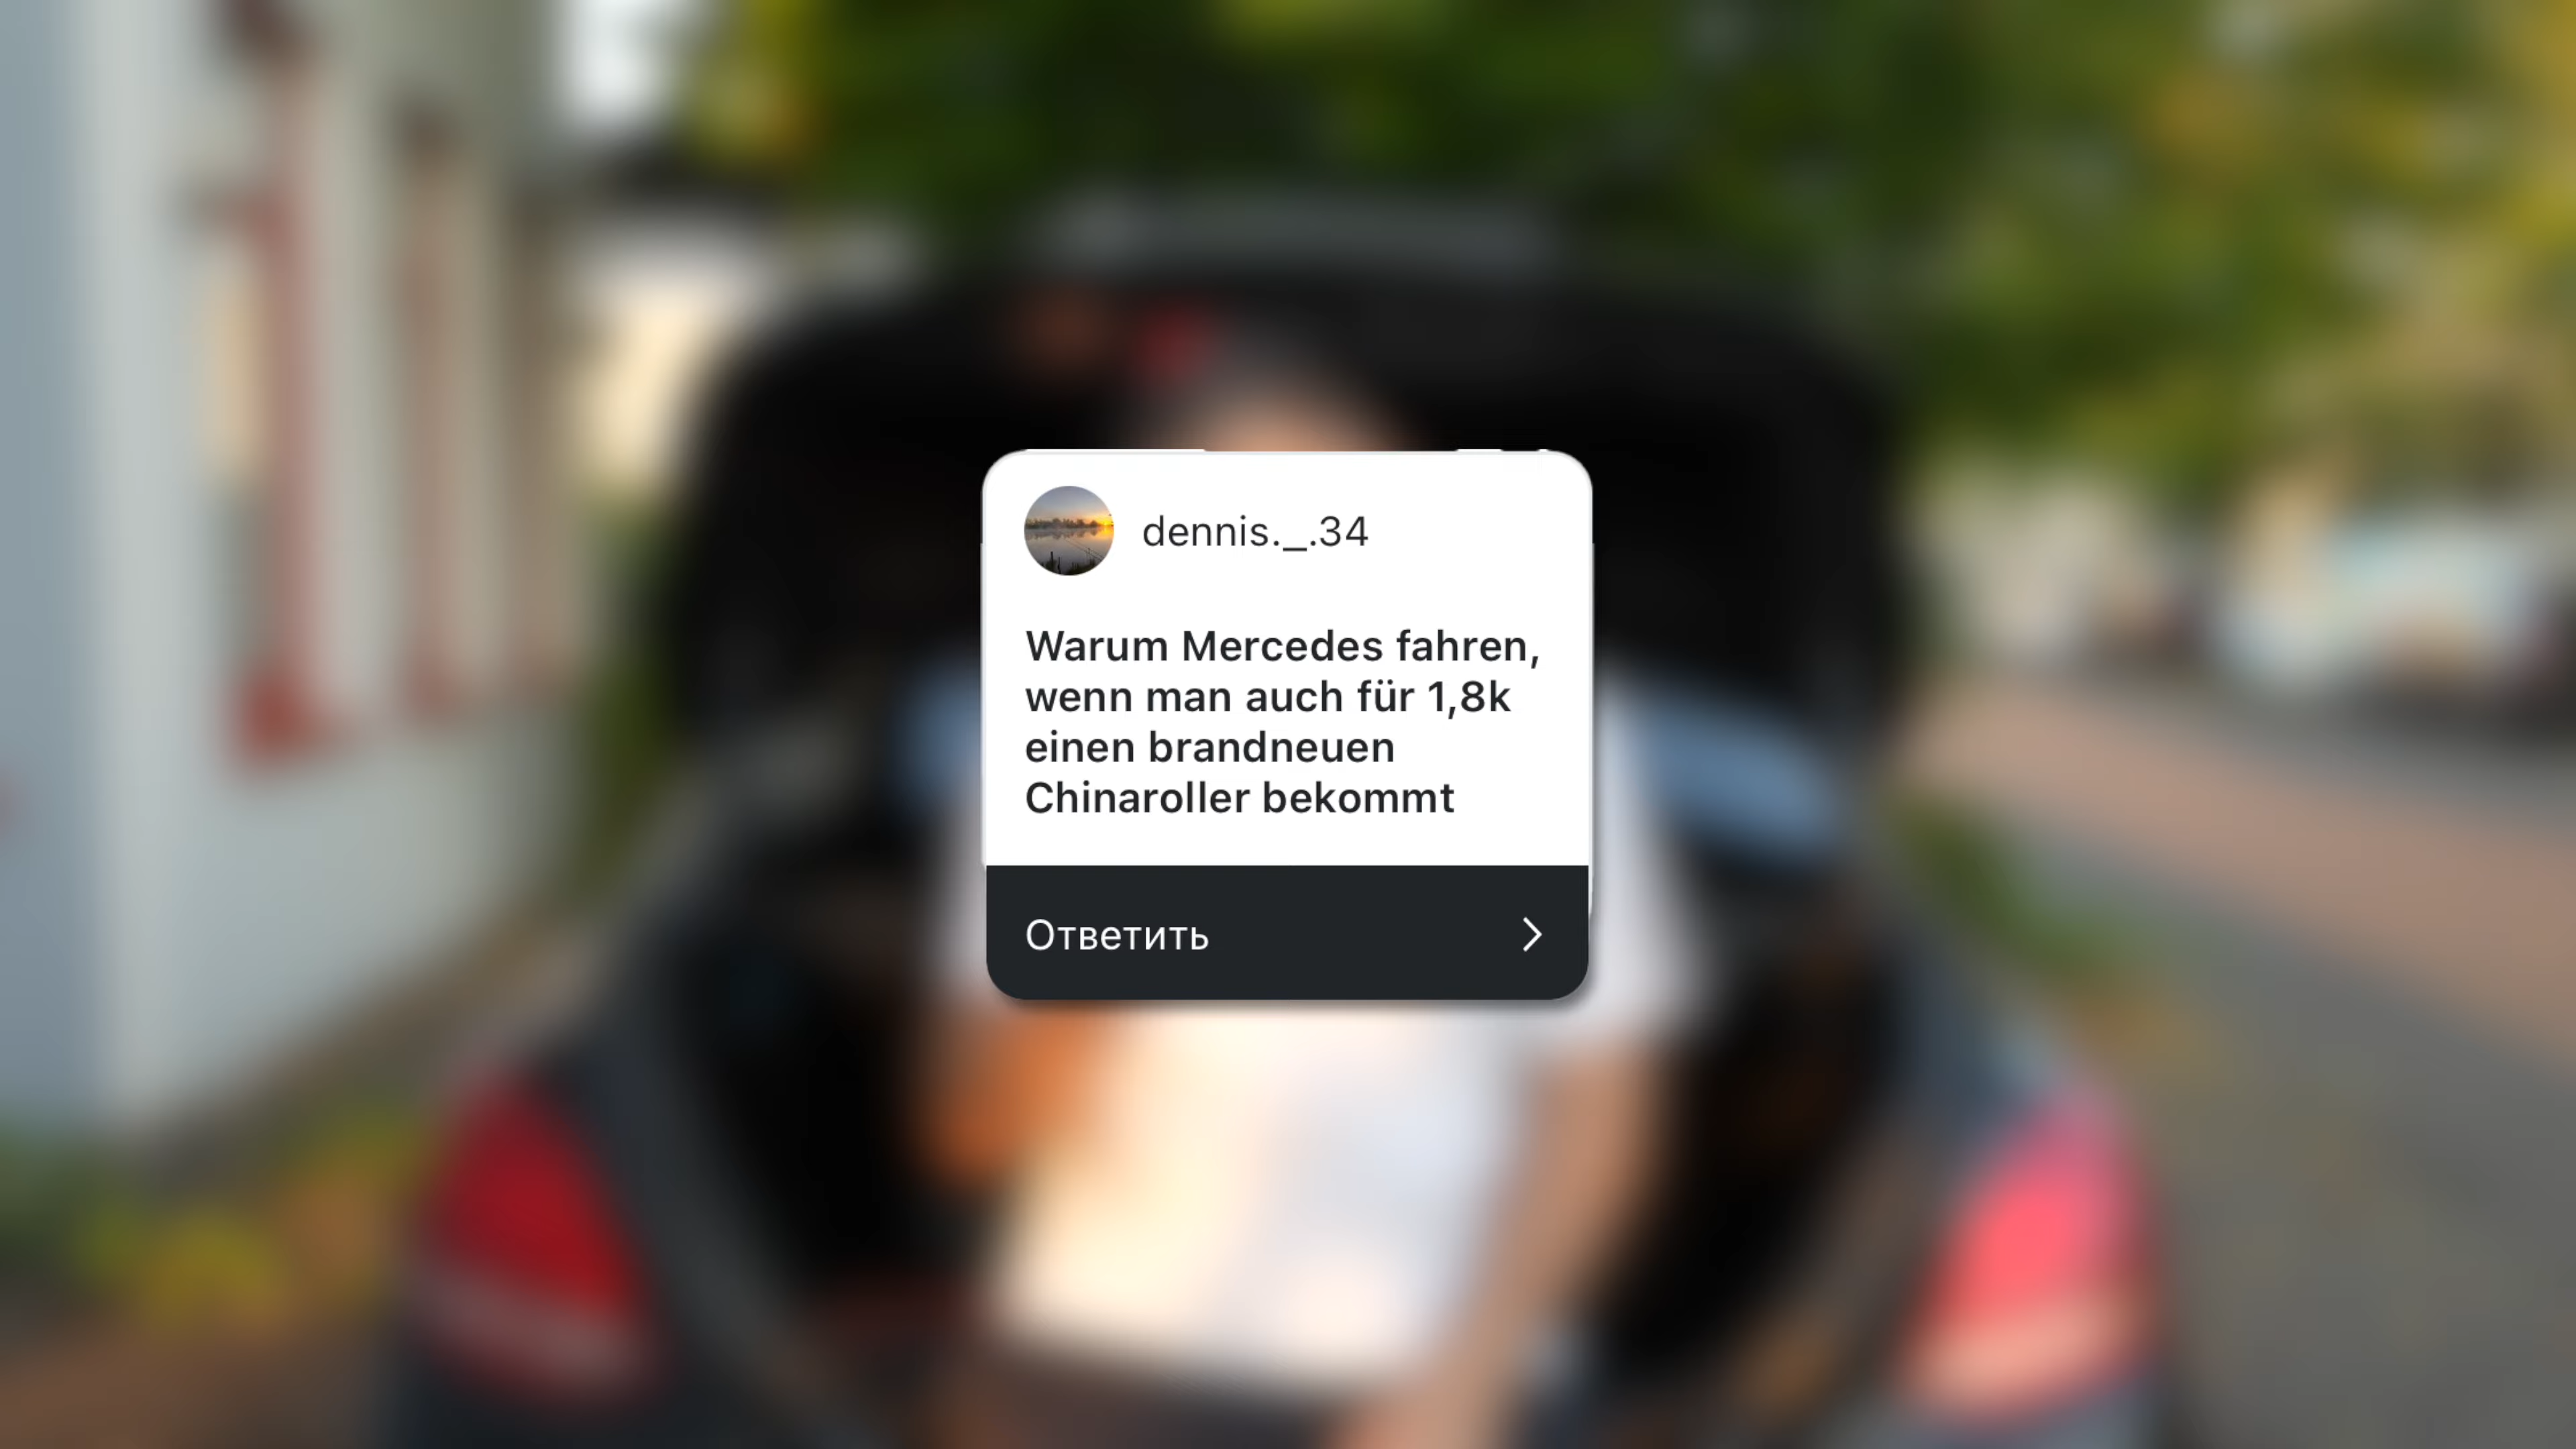 dennis._.34
Warum Mercedes fahren,
wenn man auch für 1,8k
einen brandneuen
Chinaroller bekommt
Ответить